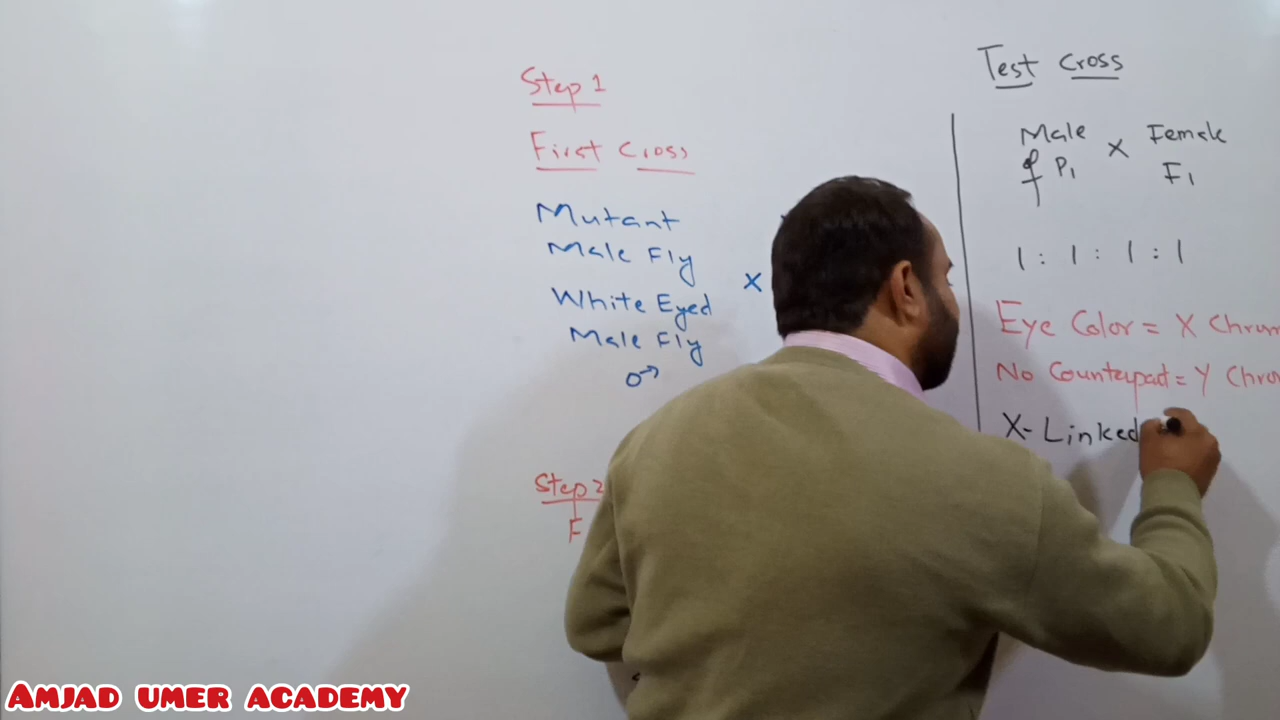 Step 1
First Cross
Mutant
Male Fly
White Eyed
Male Fly
×
Step 2
F
Test Cross
Male × Female
of P1 F1
1 : 1 : 1 : 1
Eye Color = X Chrom
No Counterpart = Y Chrom
X-Linked
AMJAD UMER ACADEMY